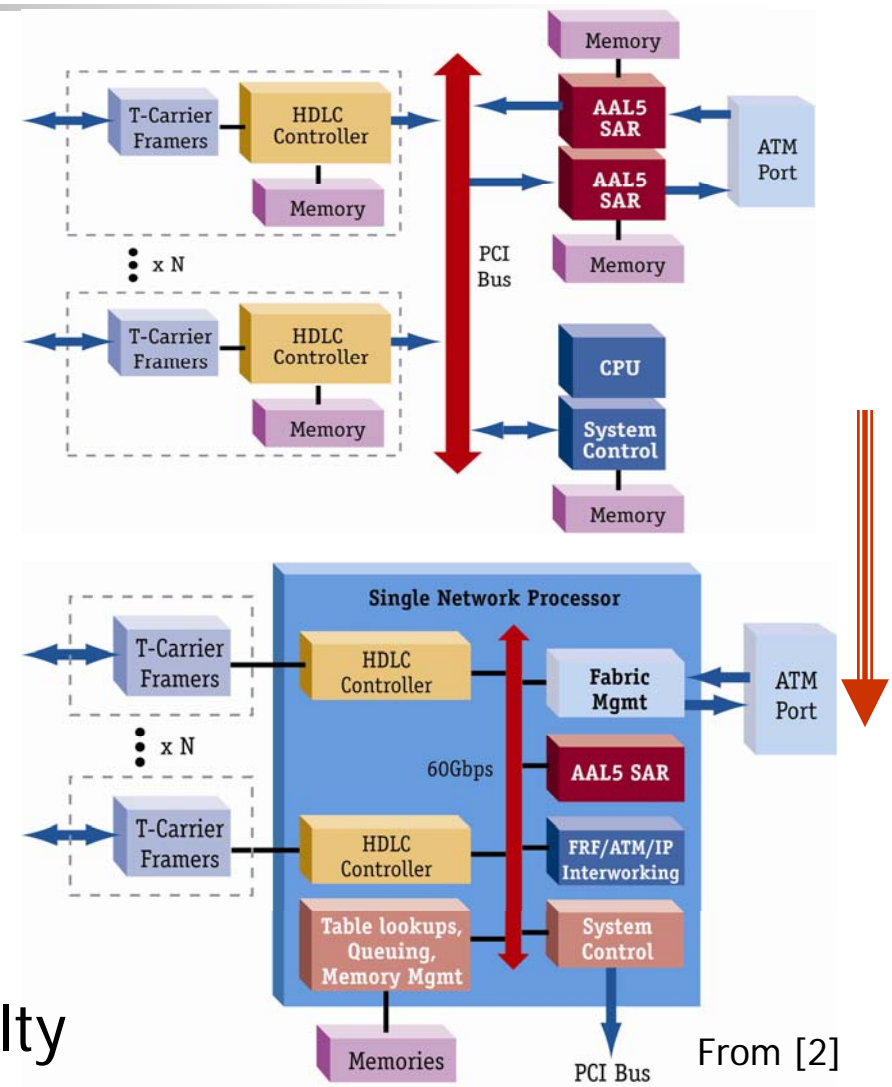 Memory
T-Carrier
Framers
HDLC
Controller
Memory
AAL5
SAR
AAL5
SAR
Memory
ATM
Port
x N
PCI
Bus
T-Carrier
Framers
HDLC
Controller
Memory
CPU
System
Control
Memory
Single Network Processor
T-Carrier
Framers
HDLC
Controller
Fabric
Mgmt
ATM
Port
x N
60Gbps
AAL5 SAR
T-Carrier
Framers
HDLC
Controller
FRF/ATM/IP
Interworking
Table lookups,
Queuing,
Memory Mgmt
System
Control
Memories
PCI Bus
lty
From [2]